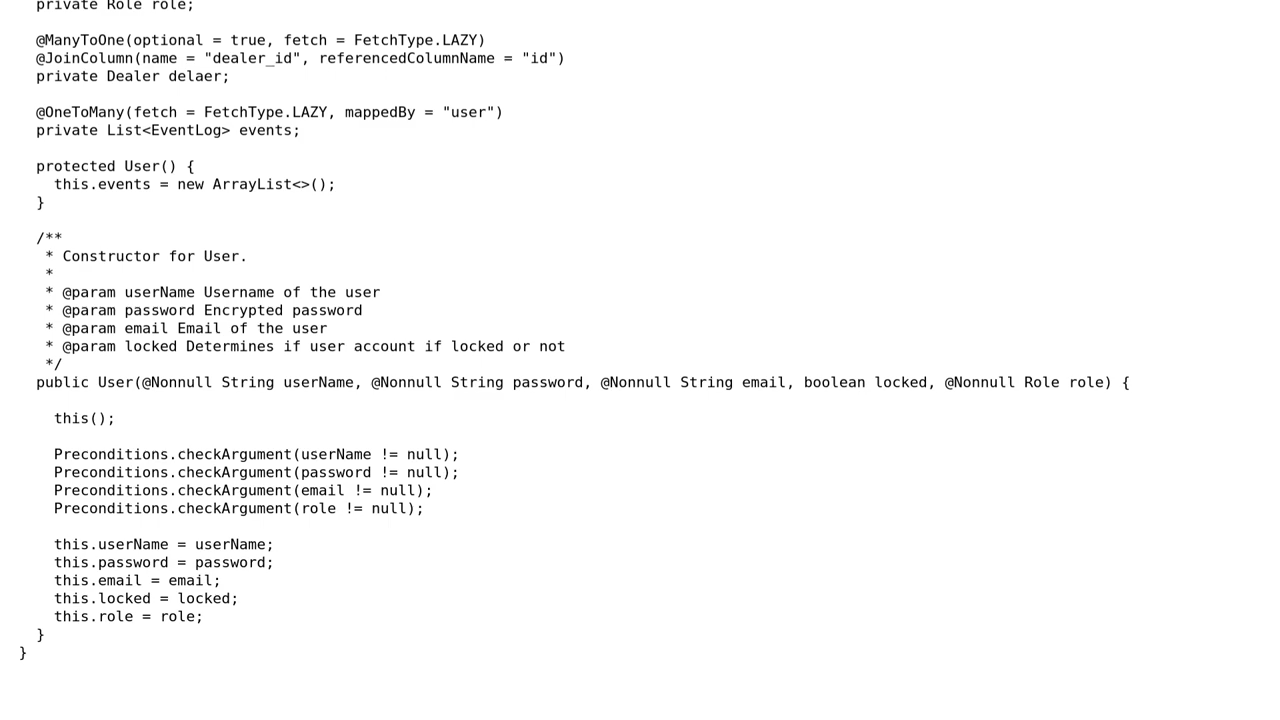 private Role role;
@ManyToOne(optional = true, fetch = FetchType.LAZY)
@JoinColumn(name = "dealer_id", referencedColumnName = "id")
private Dealer delaer;
@OneToMany(fetch = FetchType.LAZY, mappedBy = "user")
private List<EventLog> events;
protected User() {
this.events = new ArrayList<>();
}
/**
* Constructor for User.
*
* @param userName Username of the user
* @param password Encrypted password
* @param email Email of the user
* @param locked Determines if user account if locked or not
*/
public User(@Nonnull String userName, @Nonnull String password, @Nonnull String email, boolean locked, @Nonnull Role role) {
this();
Preconditions.checkArgument(userName != null);
Preconditions.checkArgument(password != null);
Preconditions.checkArgument(email != null);
Preconditions.checkArgument(role != null);
this.userName = userName;
this.password = password;
this.email = email;
this.locked = locked;
this.role = role;
}
}